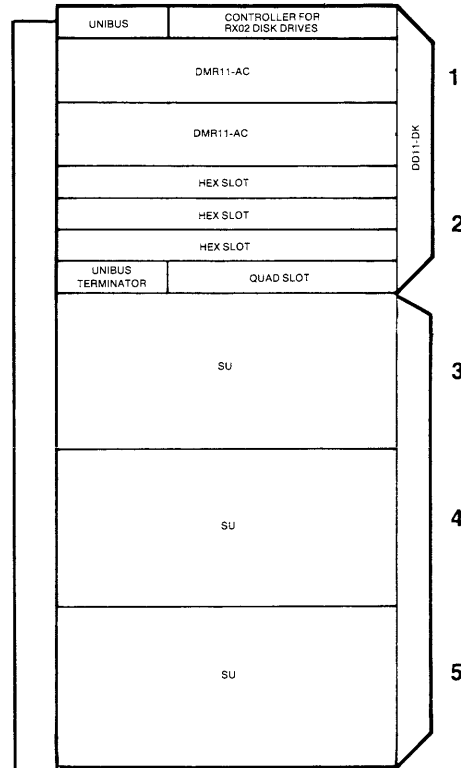 UNIBUS
CONTROLLER FOR
RX02 DISK DRIVES
DMR11-AC
1
DMR11-AC
DD11-DK
HEX SLOT
HEX SLOT
2
HEX SLOT
UNIBUS
TERMINATOR
QUAD SLOT
SU
3
SU
4
SU
5